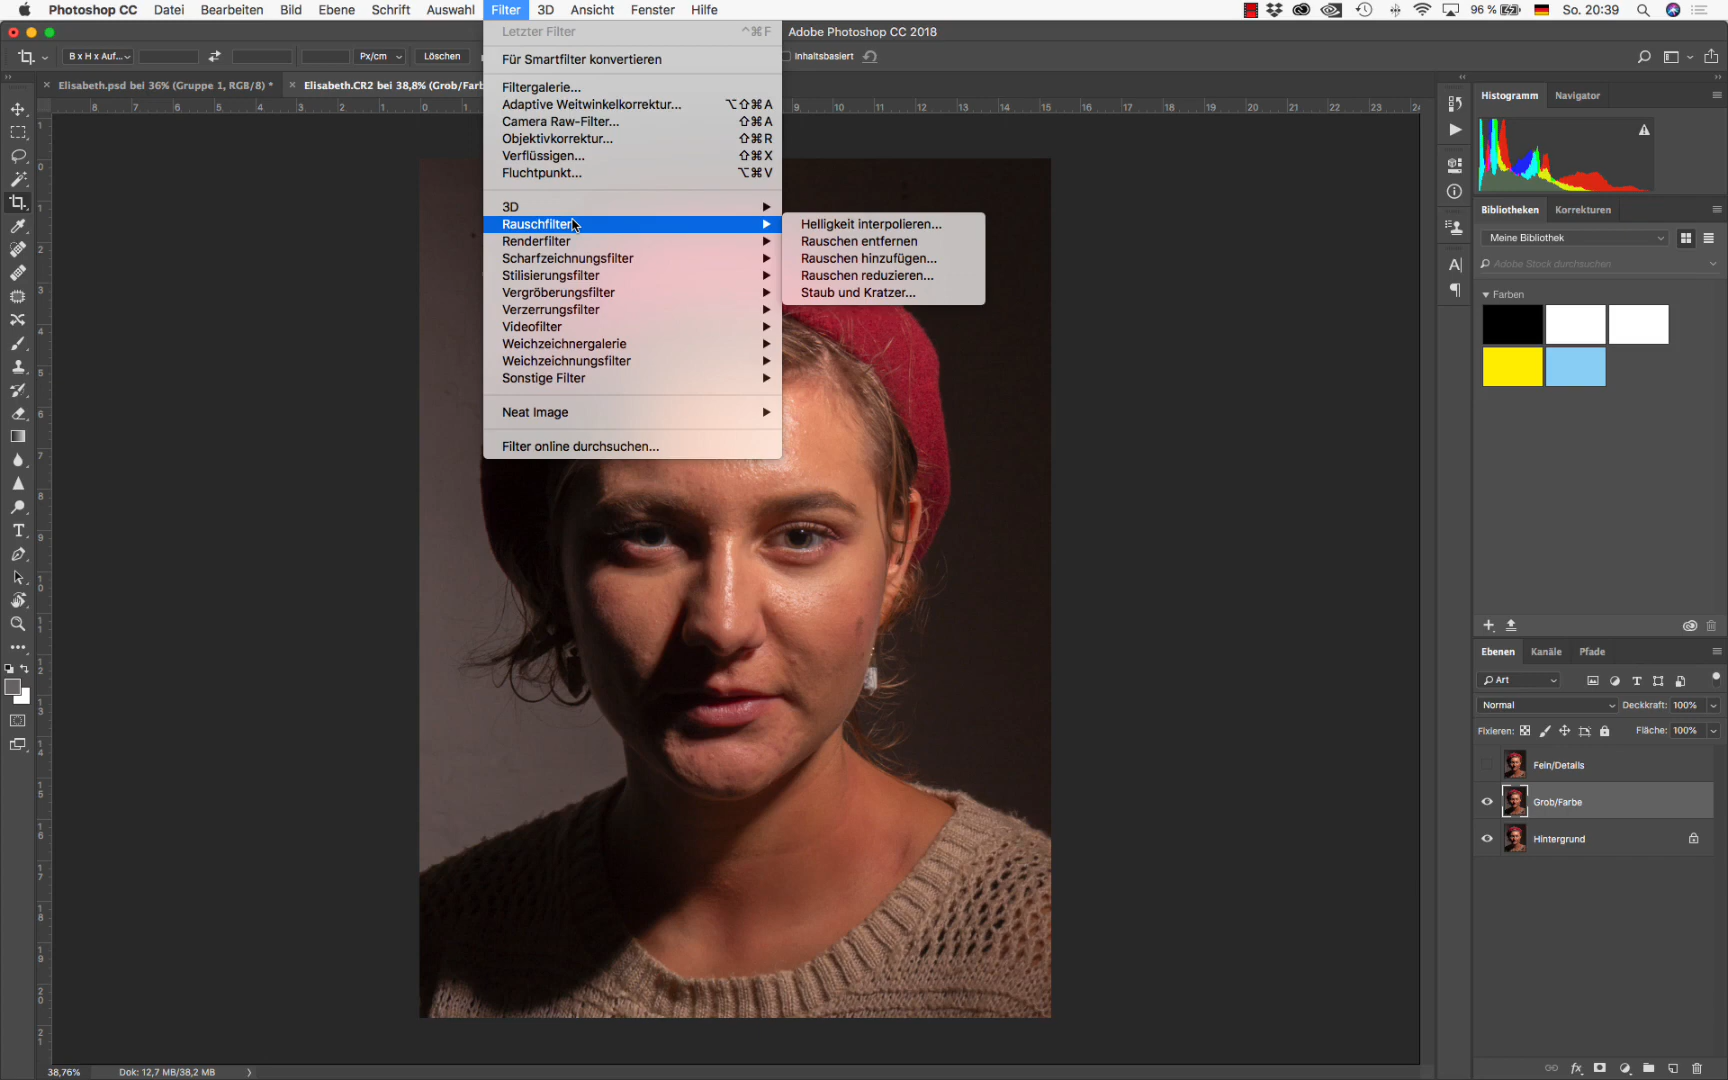 Photoshop CC Datei Bearbeiten Bild Ebene Schrift Auswahl Filter 3D Ansicht Fenster Hilfe 96 % So. 20:39
Adobe Photoshop CC 2018
B x H x Auf... Px/cm Löschen Inhaltsbasiert
Elisabeth.psd bei 36% (Gruppe 1, RGB/8) * Elisabeth.CR2 bei 38,8% (Grob/Farb
Letzter Filter ⌃⌘F
Für Smartfilter konvertieren
Filtergalerie...
Adaptive Weitwinkelkorrektur... ⌥⇧⌘A
Camera Raw-Filter... ⇧⌘A
Objektivkorrektur... ⇧⌘R
Verflüssigen... ⇧⌘X
Fluchtpunkt... ⌥⌘V
3D
Rauschfilter
Renderfilter
Scharfzeichnungsfilter
Stilisierungsfilter
Vergröberungsfilter
Verzerrungsfilter
Videofilter
Weichzeichnergalerie
Weichzeichnungsfilter
Sonstige Filter
Neat Image
Filter online durchsuchen...
Helligkeit interpolieren...
Rauschen entfernen
Rauschen hinzufügen...
Rauschen reduzieren...
Staub und Kratzer...
Histogramm Navigator
Bibliotheken Korrekturen
Meine Bibliothek
Adobe Stock durchsuchen
Farben
Ebenen Kanäle Pfade
Art
Normal Deckkraft: 100%
Fixieren: Fläche: 100%
Fein/Details
Grob/Farbe
Hintergrund
38,76% Dok: 12,7 MB/38,2 MB